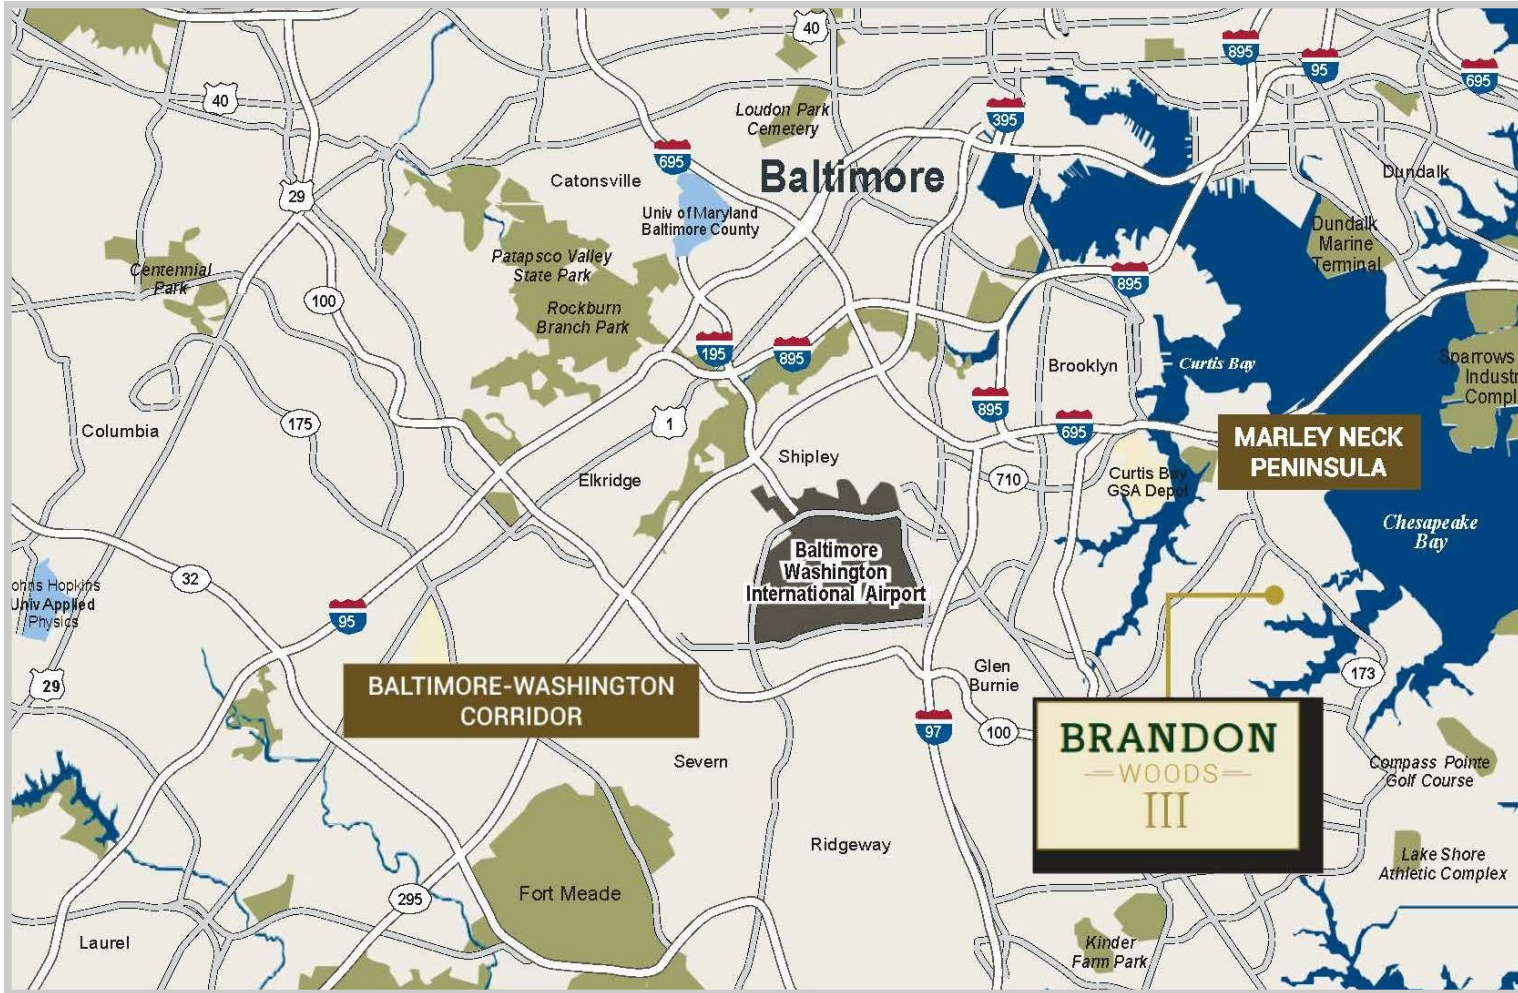 40
895
95
695
40
395
Loudon Park
Cemetery
695
Catonsville
Baltimore
Dundalk
29
Univ of Maryland
Baltimore County
Dundalk
Marine
Terminal
Patapsco Valley
State Park
Centennial
Park
895
100
Rockburn
Branch Park
195
895
Brooklyn
Curtis Bay
Sparrows
Industr
Compl
895
1
175
695
Columbia
MARLEY NECK
PENINSULA
Shipley
Elkridge
710
Curtis Bay
GSA Depot
Chesapeake
Bay
Baltimore
Washington
International Airport
32
ohns Hopkins
Univ Applied
Physics
95
29
BALTIMORE-WASHINGTON
CORRIDOR
Glen
Burnie
173
97
100
BRANDON
WOODS
III
Severn
Compass Pointe
Golf Course
Ridgeway
Lake Shore
Athletic Complex
Fort Meade
295
Laurel
Kinder
Farm Park